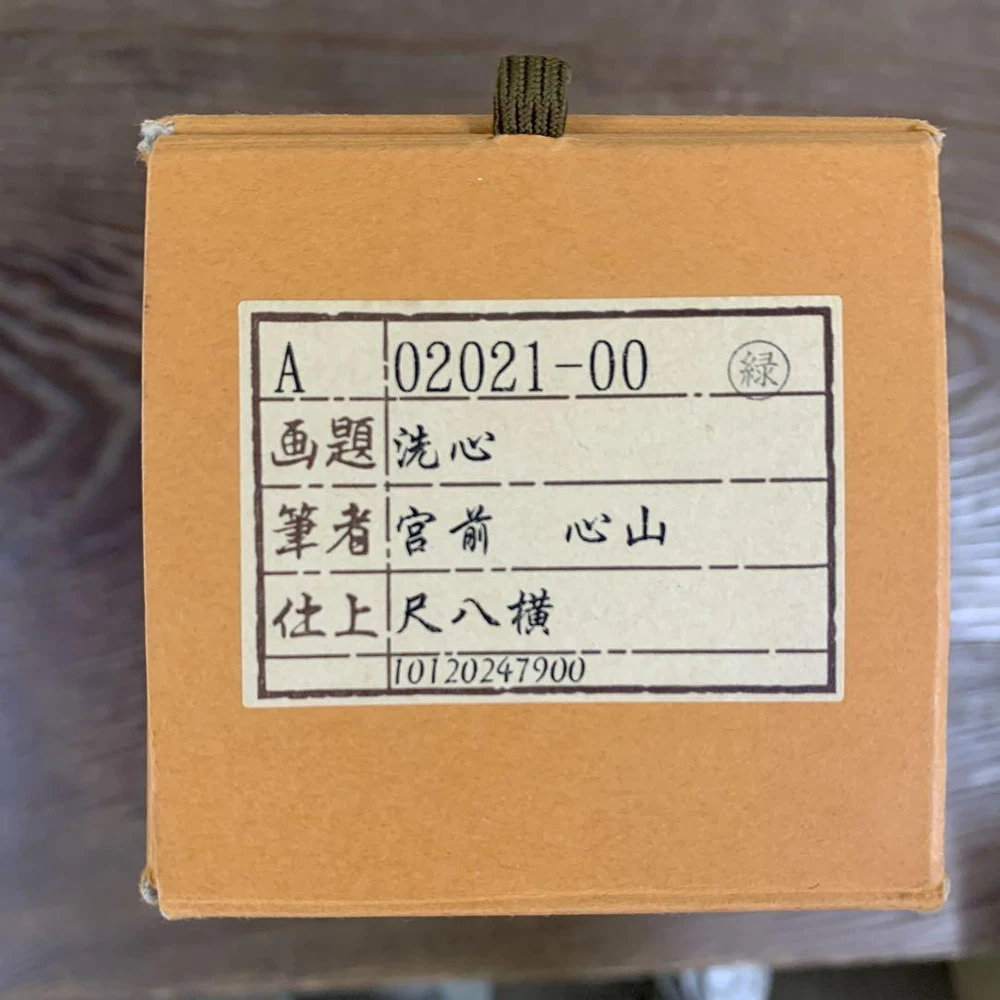 A 02021-00 緑
画題 洗心
筆者 宮前 心山
仕上 尺八横
10120247900